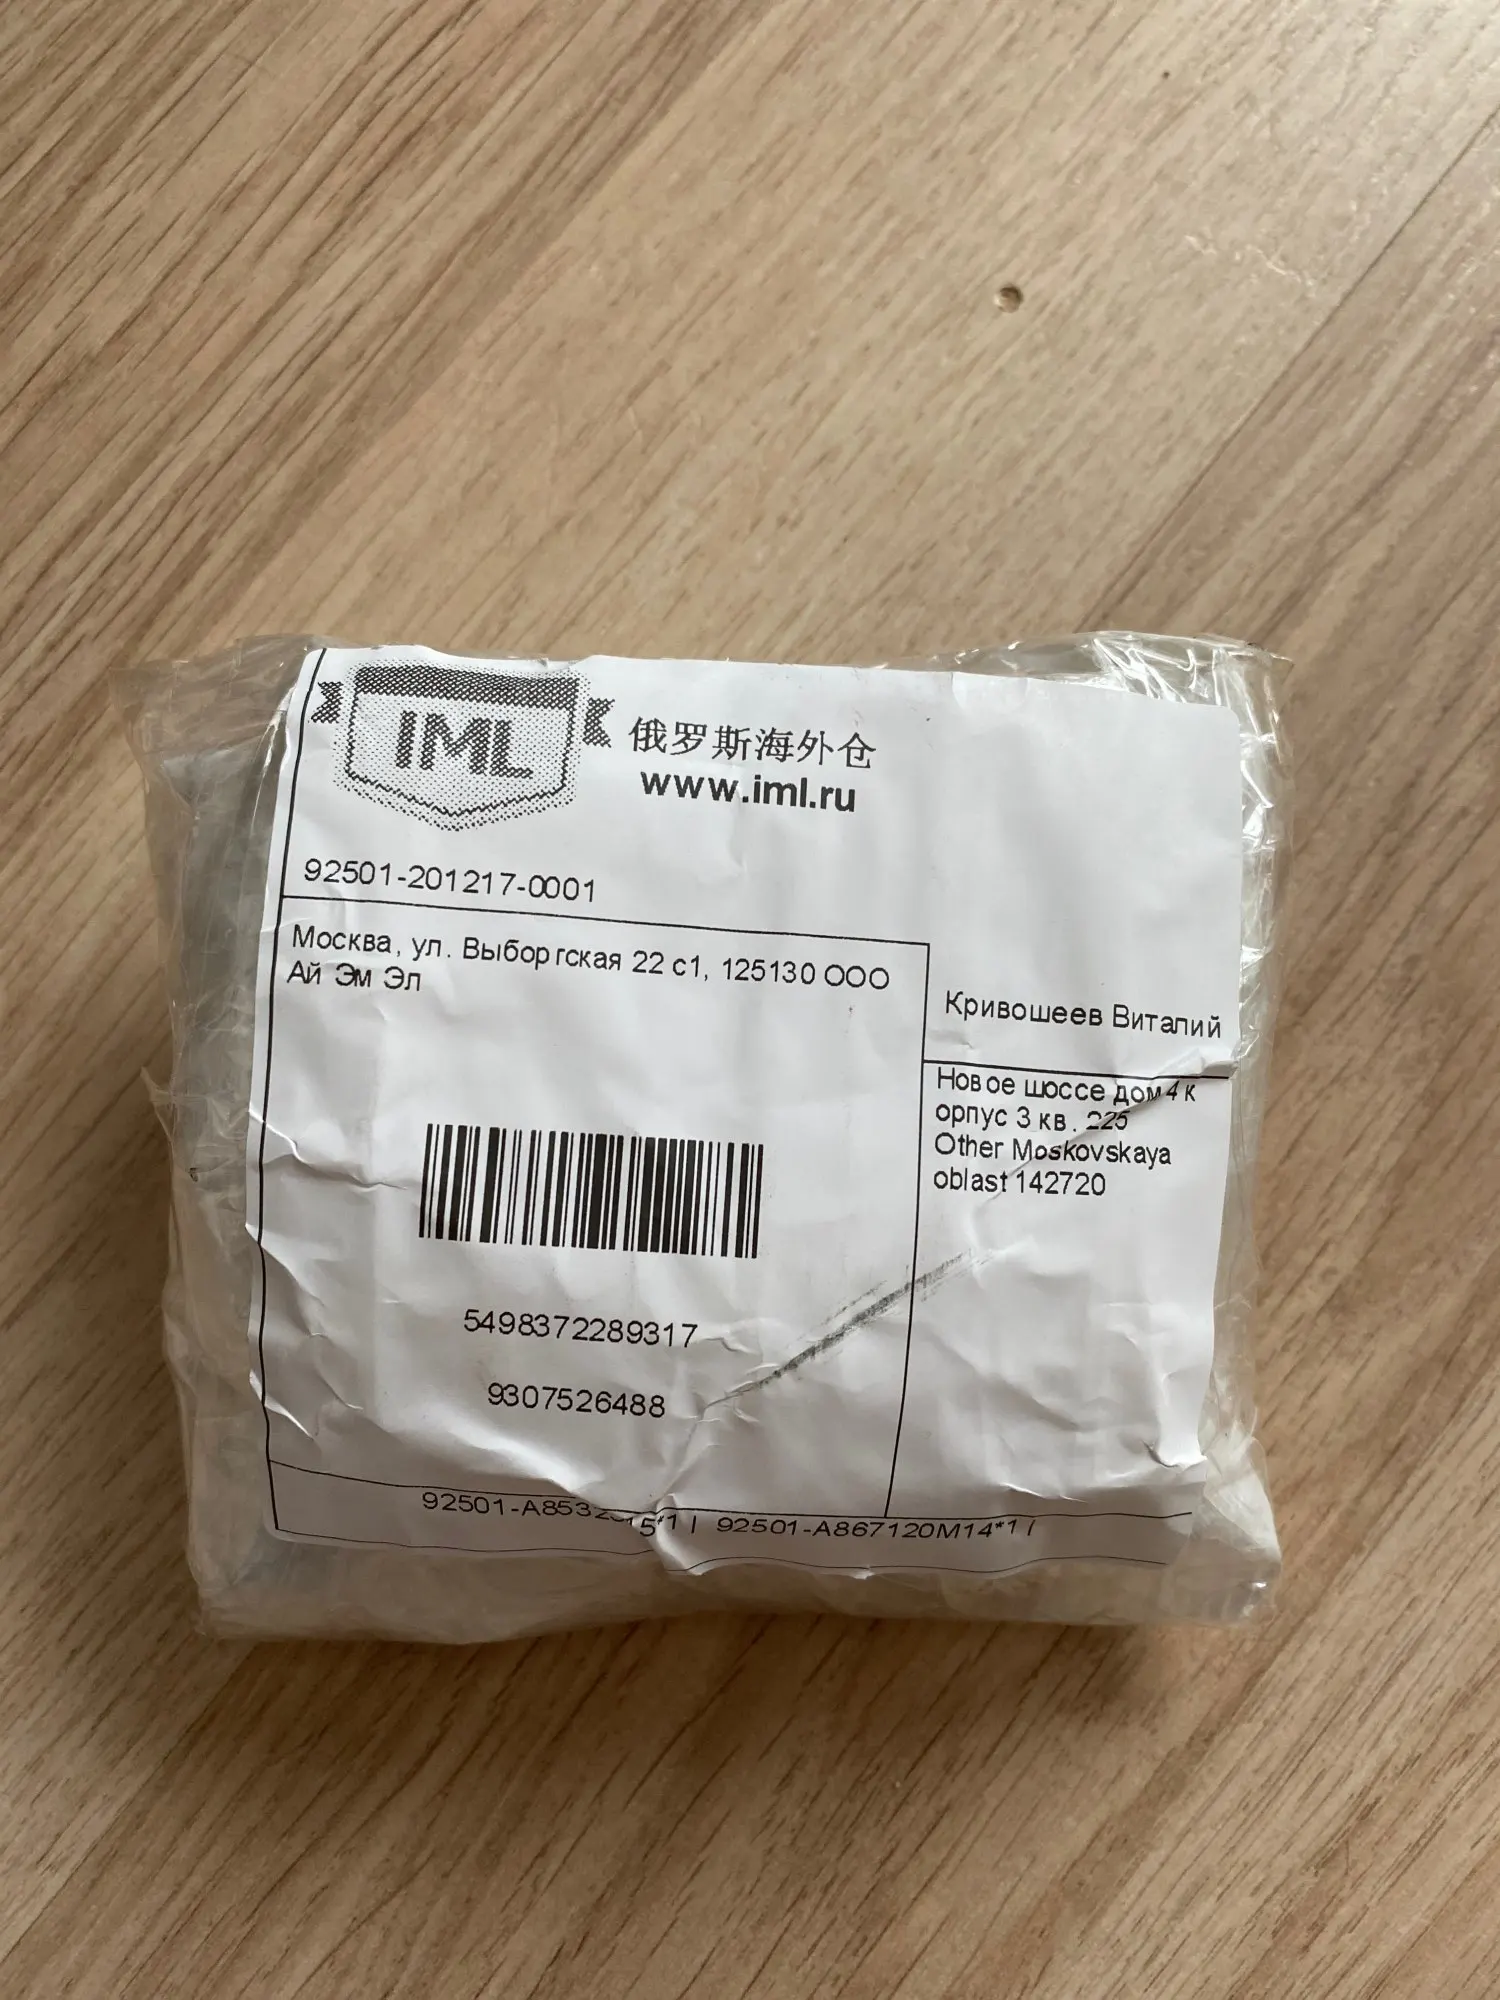 IML
俄罗斯海外仓
www.iml.ru
92501-201217-0001
Москва, ул. Выборгская 22 с1, 125130 ООО
Ай Эм Эл
Кривошеев Виталий
Новое шоссе дом 4 к
орпус 3 кв. 225
Other Moskovskaya
oblast 142720
5498372289317
9307526488
92501-A867120M14*1 |